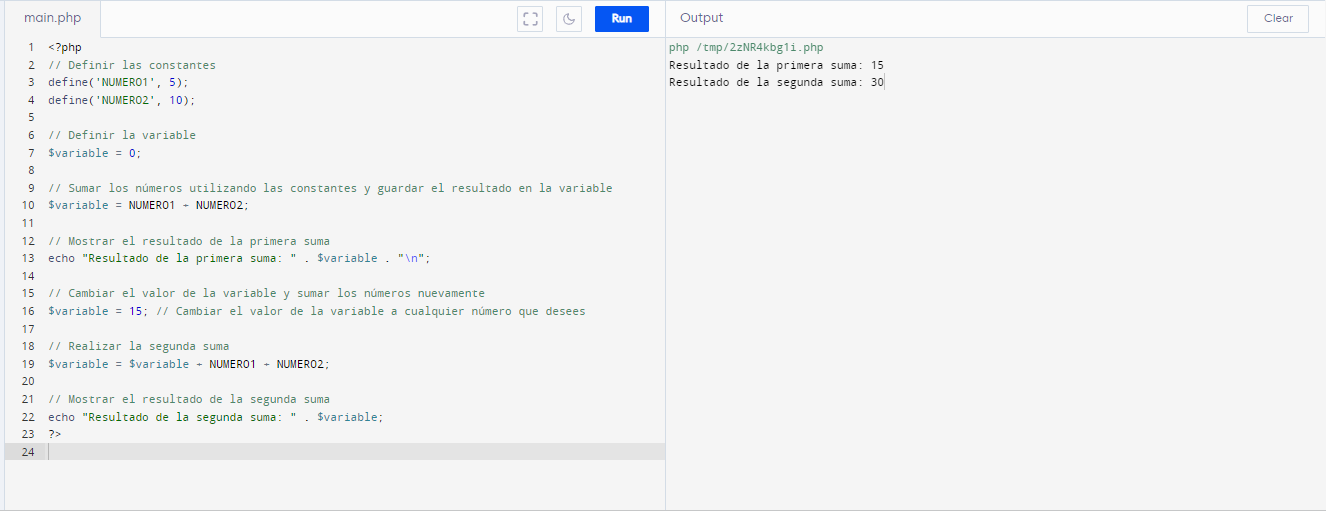 main.php
Run
Output
Clear
1 <?php
2 // Definir las constantes
3 define('NUMERO1', 5);
4 define('NUMERO2', 10);
5
6 // Definir la variable
7 $variable = 0;
8
9 // Sumar los números utilizando las constantes y guardar el resultado en la variable
10 $variable = NUMERO1 + NUMERO2;
11
12 // Mostrar el resultado de la primera suma
13 echo "Resultado de la primera suma: " . $variable . "\n";
14
15 // Cambiar el valor de la variable y sumar los números nuevamente
16 $variable = 15; // Cambiar el valor de la variable a cualquier número que desees
17
18 // Realizar la segunda suma
19 $variable = $variable + NUMERO1 + NUMERO2;
20
21 // Mostrar el resultado de la segunda suma
22 echo "Resultado de la segunda suma: " . $variable;
23 ?>
24
php /tmp/2zNR4kbg1i.php
Resultado de la primera suma: 15
Resultado de la segunda suma: 30